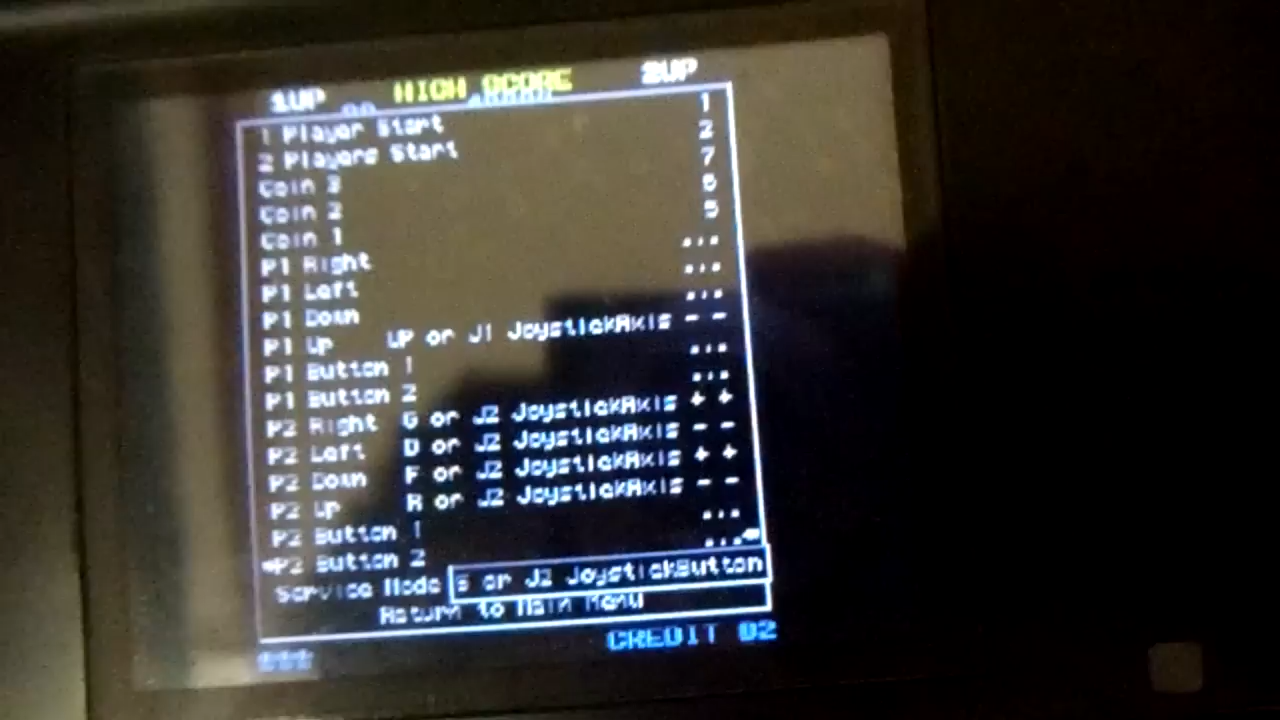 1UP HIGH SCORE 2UP
1 Player Start 1
2 Players Start 2
Coin 3 7
Coin 2 6
Coin 1 5
P1 Right ...
P1 Left ...
P1 Down ...
P1 Up UP or J1 JoystickAxis - -
P1 Button 1 ...
P1 Button 2 ...
P2 Right G or J2 JoystickAxis + +
P2 Left D or J2 JoystickAxis - -
P2 Down F or J2 JoystickAxis + +
P2 Up R or J2 JoystickAxis - -
P2 Button 1 ...
P2 Button 2 ...
Service Mode
S or J2 JoystickButton
Return to Main Menu
CREDIT 02